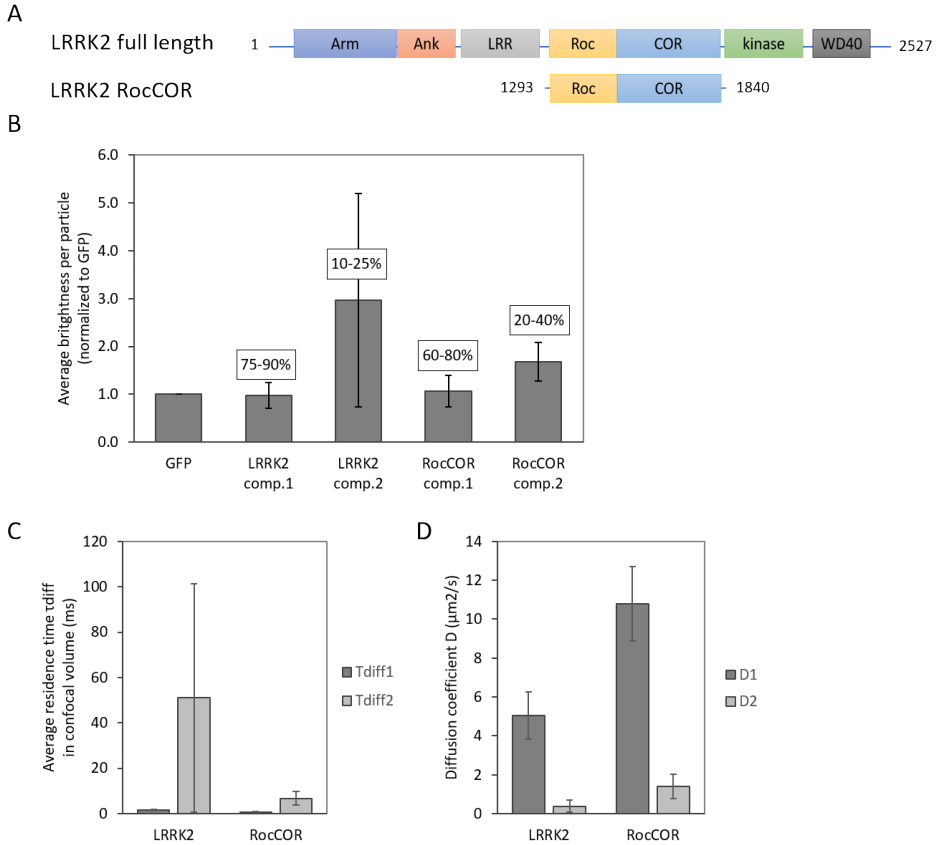 A
LRRK2 full length 1 Arm Ank LRR Roc COR kinase WD40 2527
LRRK2 RocCOR 1293 Roc COR 1840
B
Average britghtness per particle
(normalized to GFP)
6.0
5.0
4.0
3.0
2.0
1.0
0.0
75-90%
10-25%
60-80%
20-40%
GFP
LRRK2
comp.1
LRRK2
comp.2
RocCOR
comp.1
RocCOR
comp.2
C
Average residence time τdiff
in confocal volume (ms)
120
100
80
60
40
20
0
LRRK2
RocCOR
Tdiff1
Tdiff2
D
Diffusion coefficient D (µm2/s)
14
12
10
8
6
4
2
0
LRRK2
RocCOR
D1
D2